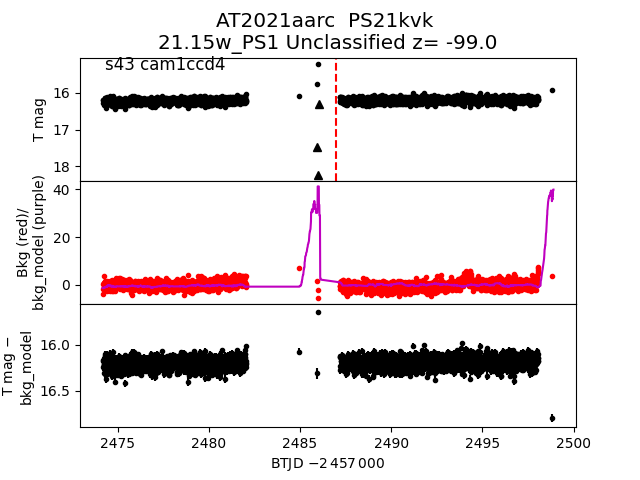 AT2021aarc  PS21kvk
21.15w_PS1 Unclassified z= -99.0
s43 cam1ccd4
T mag
16
17
18
Bkg (red)/
bkg_model (purple)
40
20
0
T mag −
bkg_model
16.0
16.5
2475
2480
2485
2490
2495
2500
BTJD −2 457 000